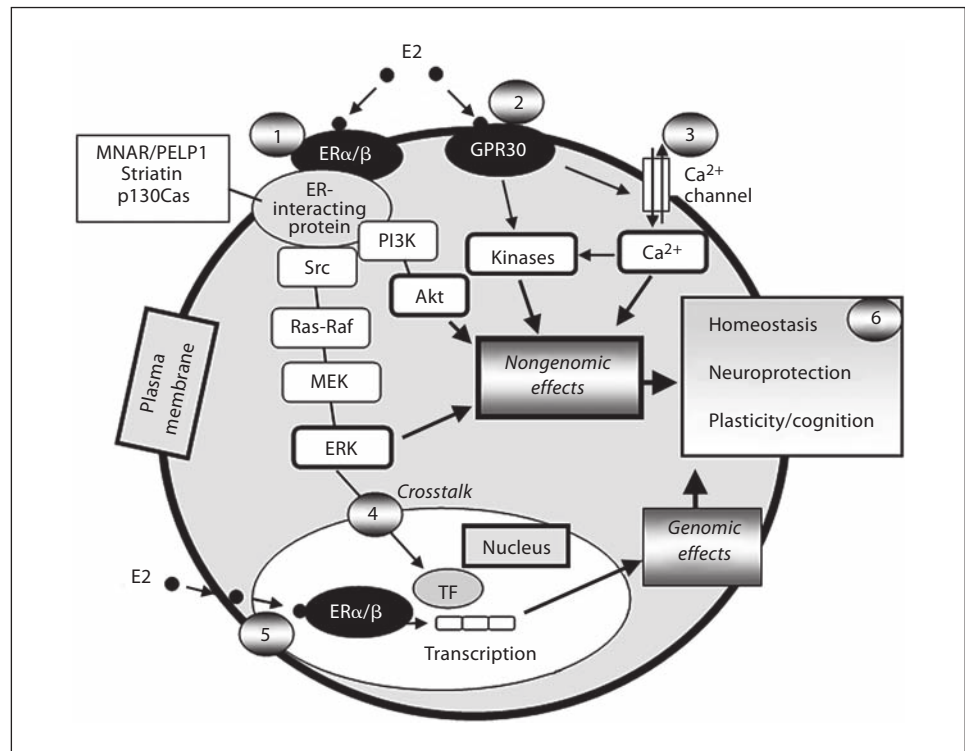 E2
1
2
3
ERα/β
GPR30
Ca2+
channel
MNAR/PELP1
Striatin
p130Cas
ER-
interacting
protein
PI3K
Src
Akt
Kinases
Ca2+
Ras-Raf
MEK
ERK
Nongenomic
effects
6
Homeostasis
Neuroprotection
Plasticity/cognition
Plasma
membrane
Crosstalk
4
Nucleus
Genomic
effects
TF
E2
ERα/β
5
Transcription